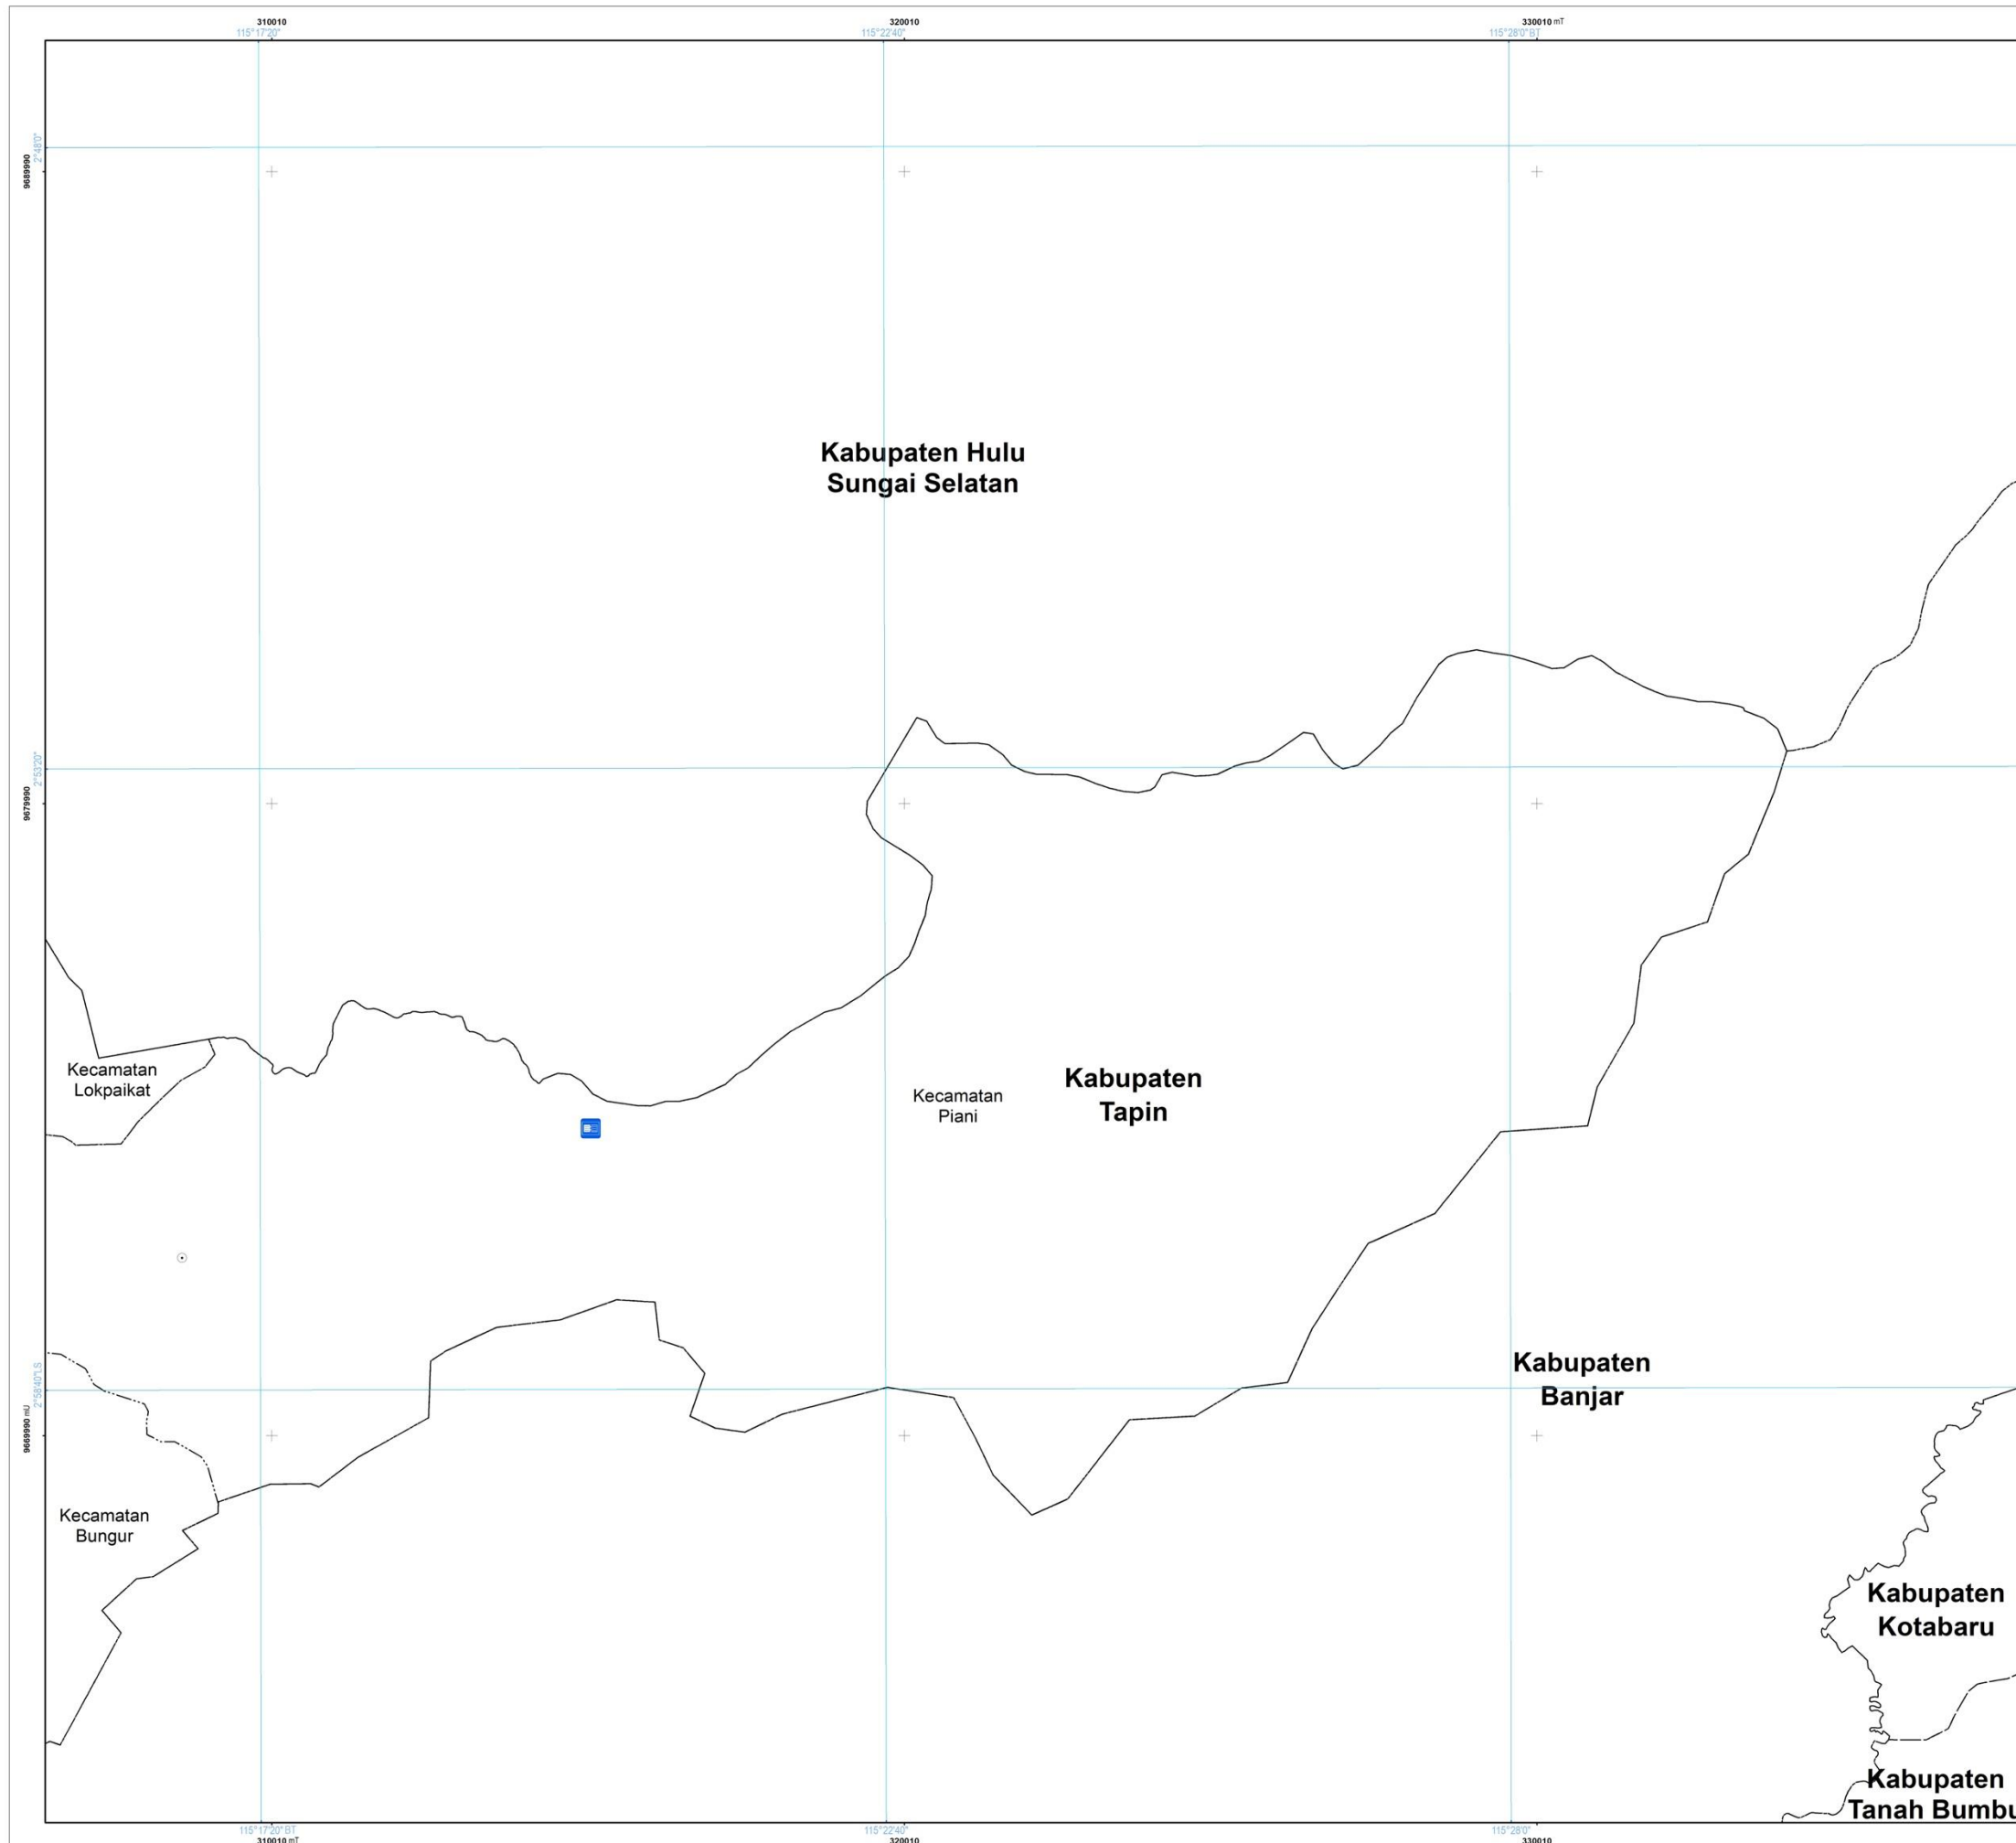 310010
320010
330010 mT
115°17'20"
115°22'40"
115°28'0" BT
2°48'0"
9689990
Kabupaten Hulu
Sungai Selatan
2°53'20"
9679990
Kecamatan
Lokpaikat
Kecamatan
Piani
Kabupaten
Tapin
Kabupaten
Banjar
2°58'40"LS
9669990 mU
Kecamatan
Bungur
Kabupaten
Kotabaru
Kabupaten
Tanah Bumbu
115°17'20" BT
115°22'40"
115°28'0"
310010 mT
320010
330010